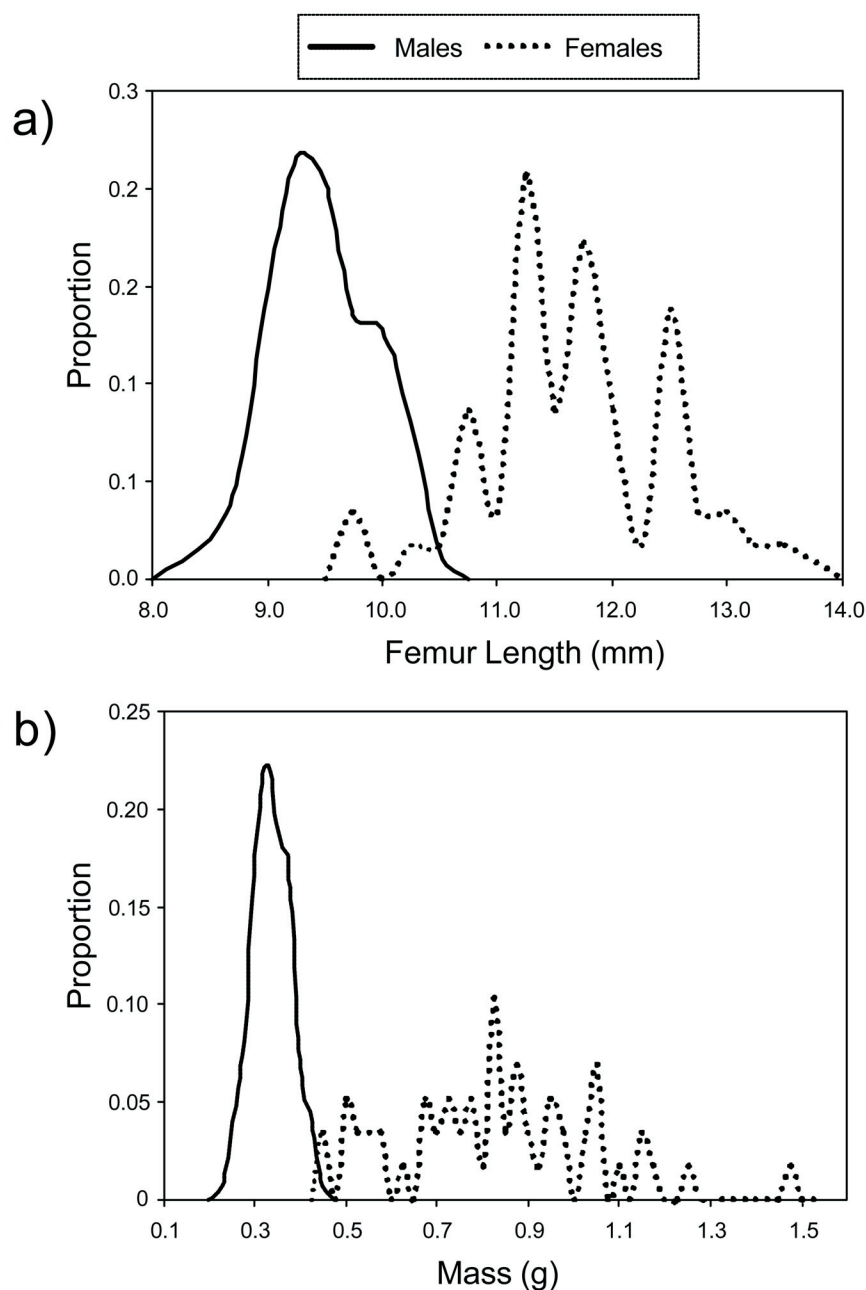 Males Females
a)
0.3
0.2
0.2
0.1
0.1
0.0
Proportion
8.0 9.0 10.0 11.0 12.0 13.0 14.0
Femur Length (mm)
b)
0.25
0.20
0.15
0.10
0.05
0
Proportion
0.1 0.3 0.5 0.7 0.9 1.1 1.3 1.5
Mass (g)